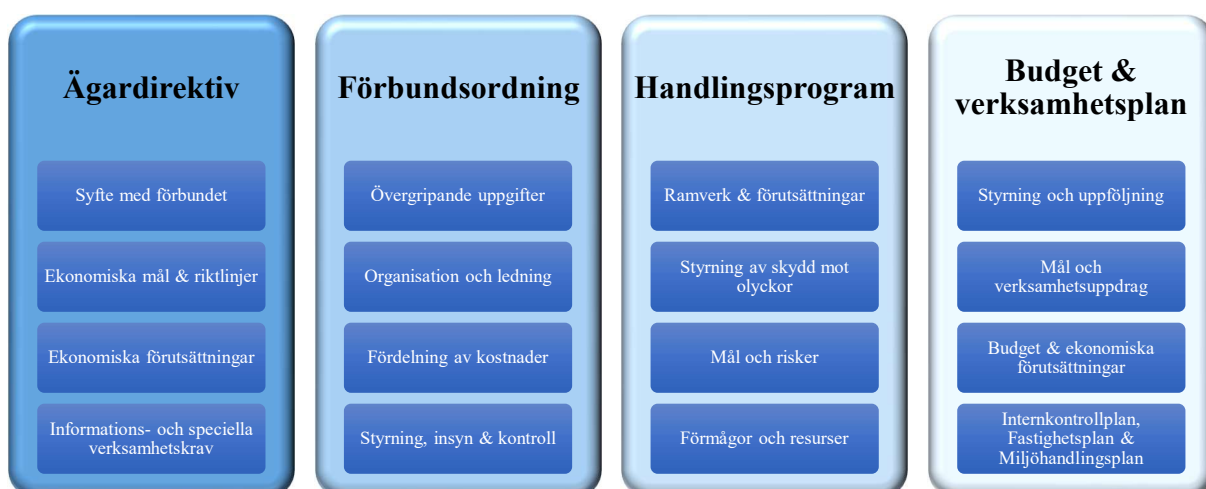 Ägardirektiv
Syfte med förbundet
Ekonomiska mål & riktlinjer
Ekonomiska förutsättningar
Informations- och speciella
verksamhetskrav
Förbundsordning
Övergripande uppgifter
Organisation och ledning
Fördelning av kostnader
Styrning, insyn & kontroll
Handlingsprogram
Ramverk & förutsättningar
Styrning av skydd mot
olyckor
Mål och risker
Förmågor och resurser
Budget &
verksamhetsplan
Styrning och uppföljning
Mål och
verksamhetsuppdrag
Budget & ekonomiska
förutsättningar
Internkontrollplan,
Fastighetsplan &
Miljöhandlingsplan